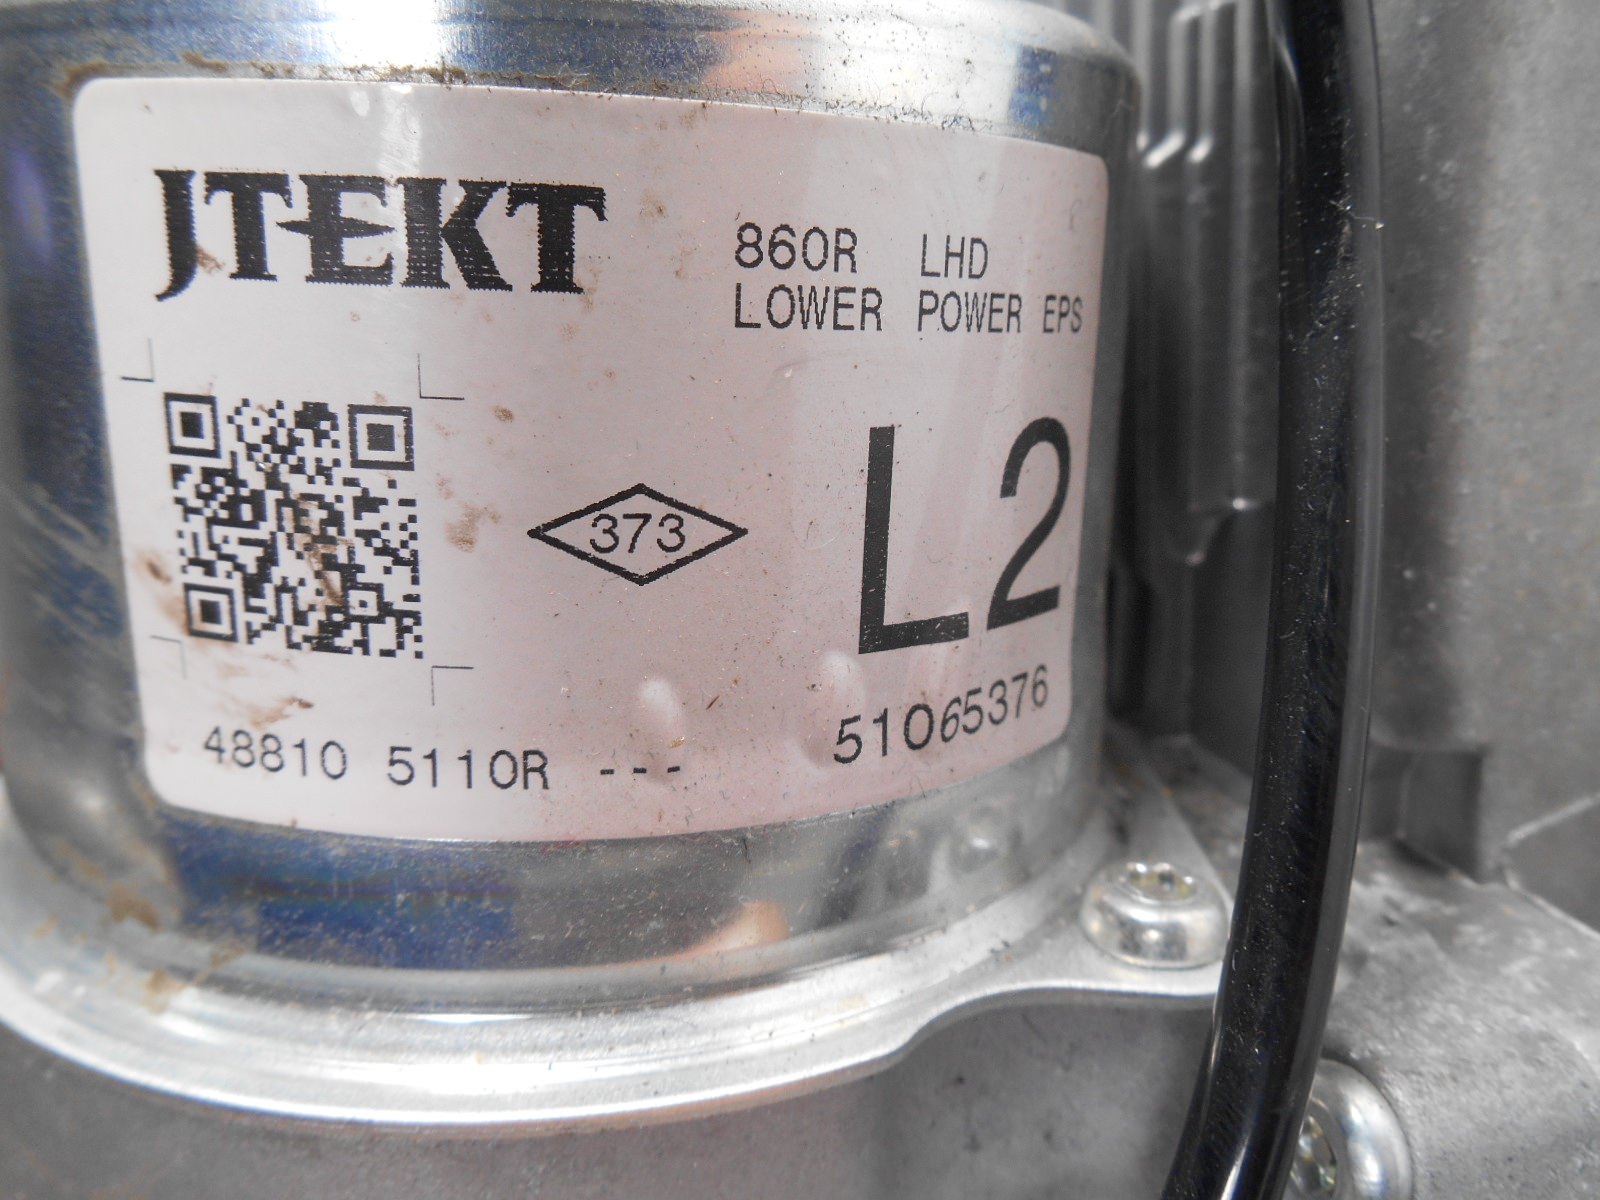 JTEKT
860R LHD
LOWER POWER EPS
373
L2
48810 5110R ---
51065376